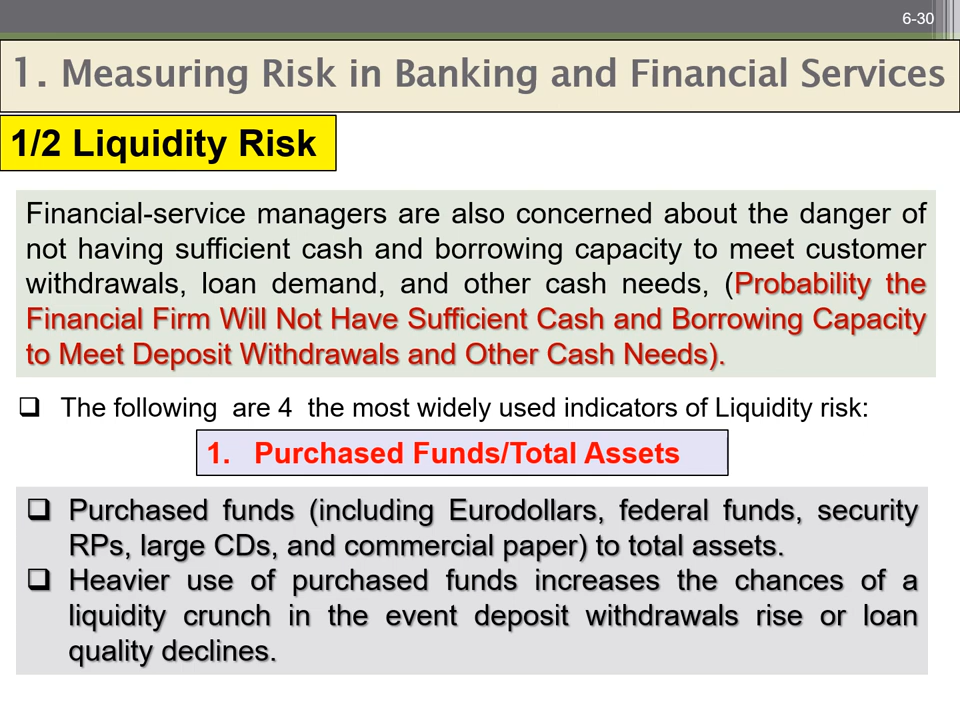 6-30
1. Measuring Risk in Banking and Financial Services
1/2 Liquidity Risk
Financial-service managers are also concerned about the danger of
not having sufficient cash and borrowing capacity to meet customer
withdrawals, loan demand, and other cash needs, (Probability the
Financial Firm Will Not Have Sufficient Cash and Borrowing Capacity
to Meet Deposit Withdrawals and Other Cash Needs).
❑ The following are 4 the most widely used indicators of Liquidity risk:
1. Purchased Funds/Total Assets
❑ Purchased funds (including Eurodollars, federal funds, security
RPs, large CDs, and commercial paper) to total assets.
❑ Heavier use of purchased funds increases the chances of a
liquidity crunch in the event deposit withdrawals rise or loan
quality declines.